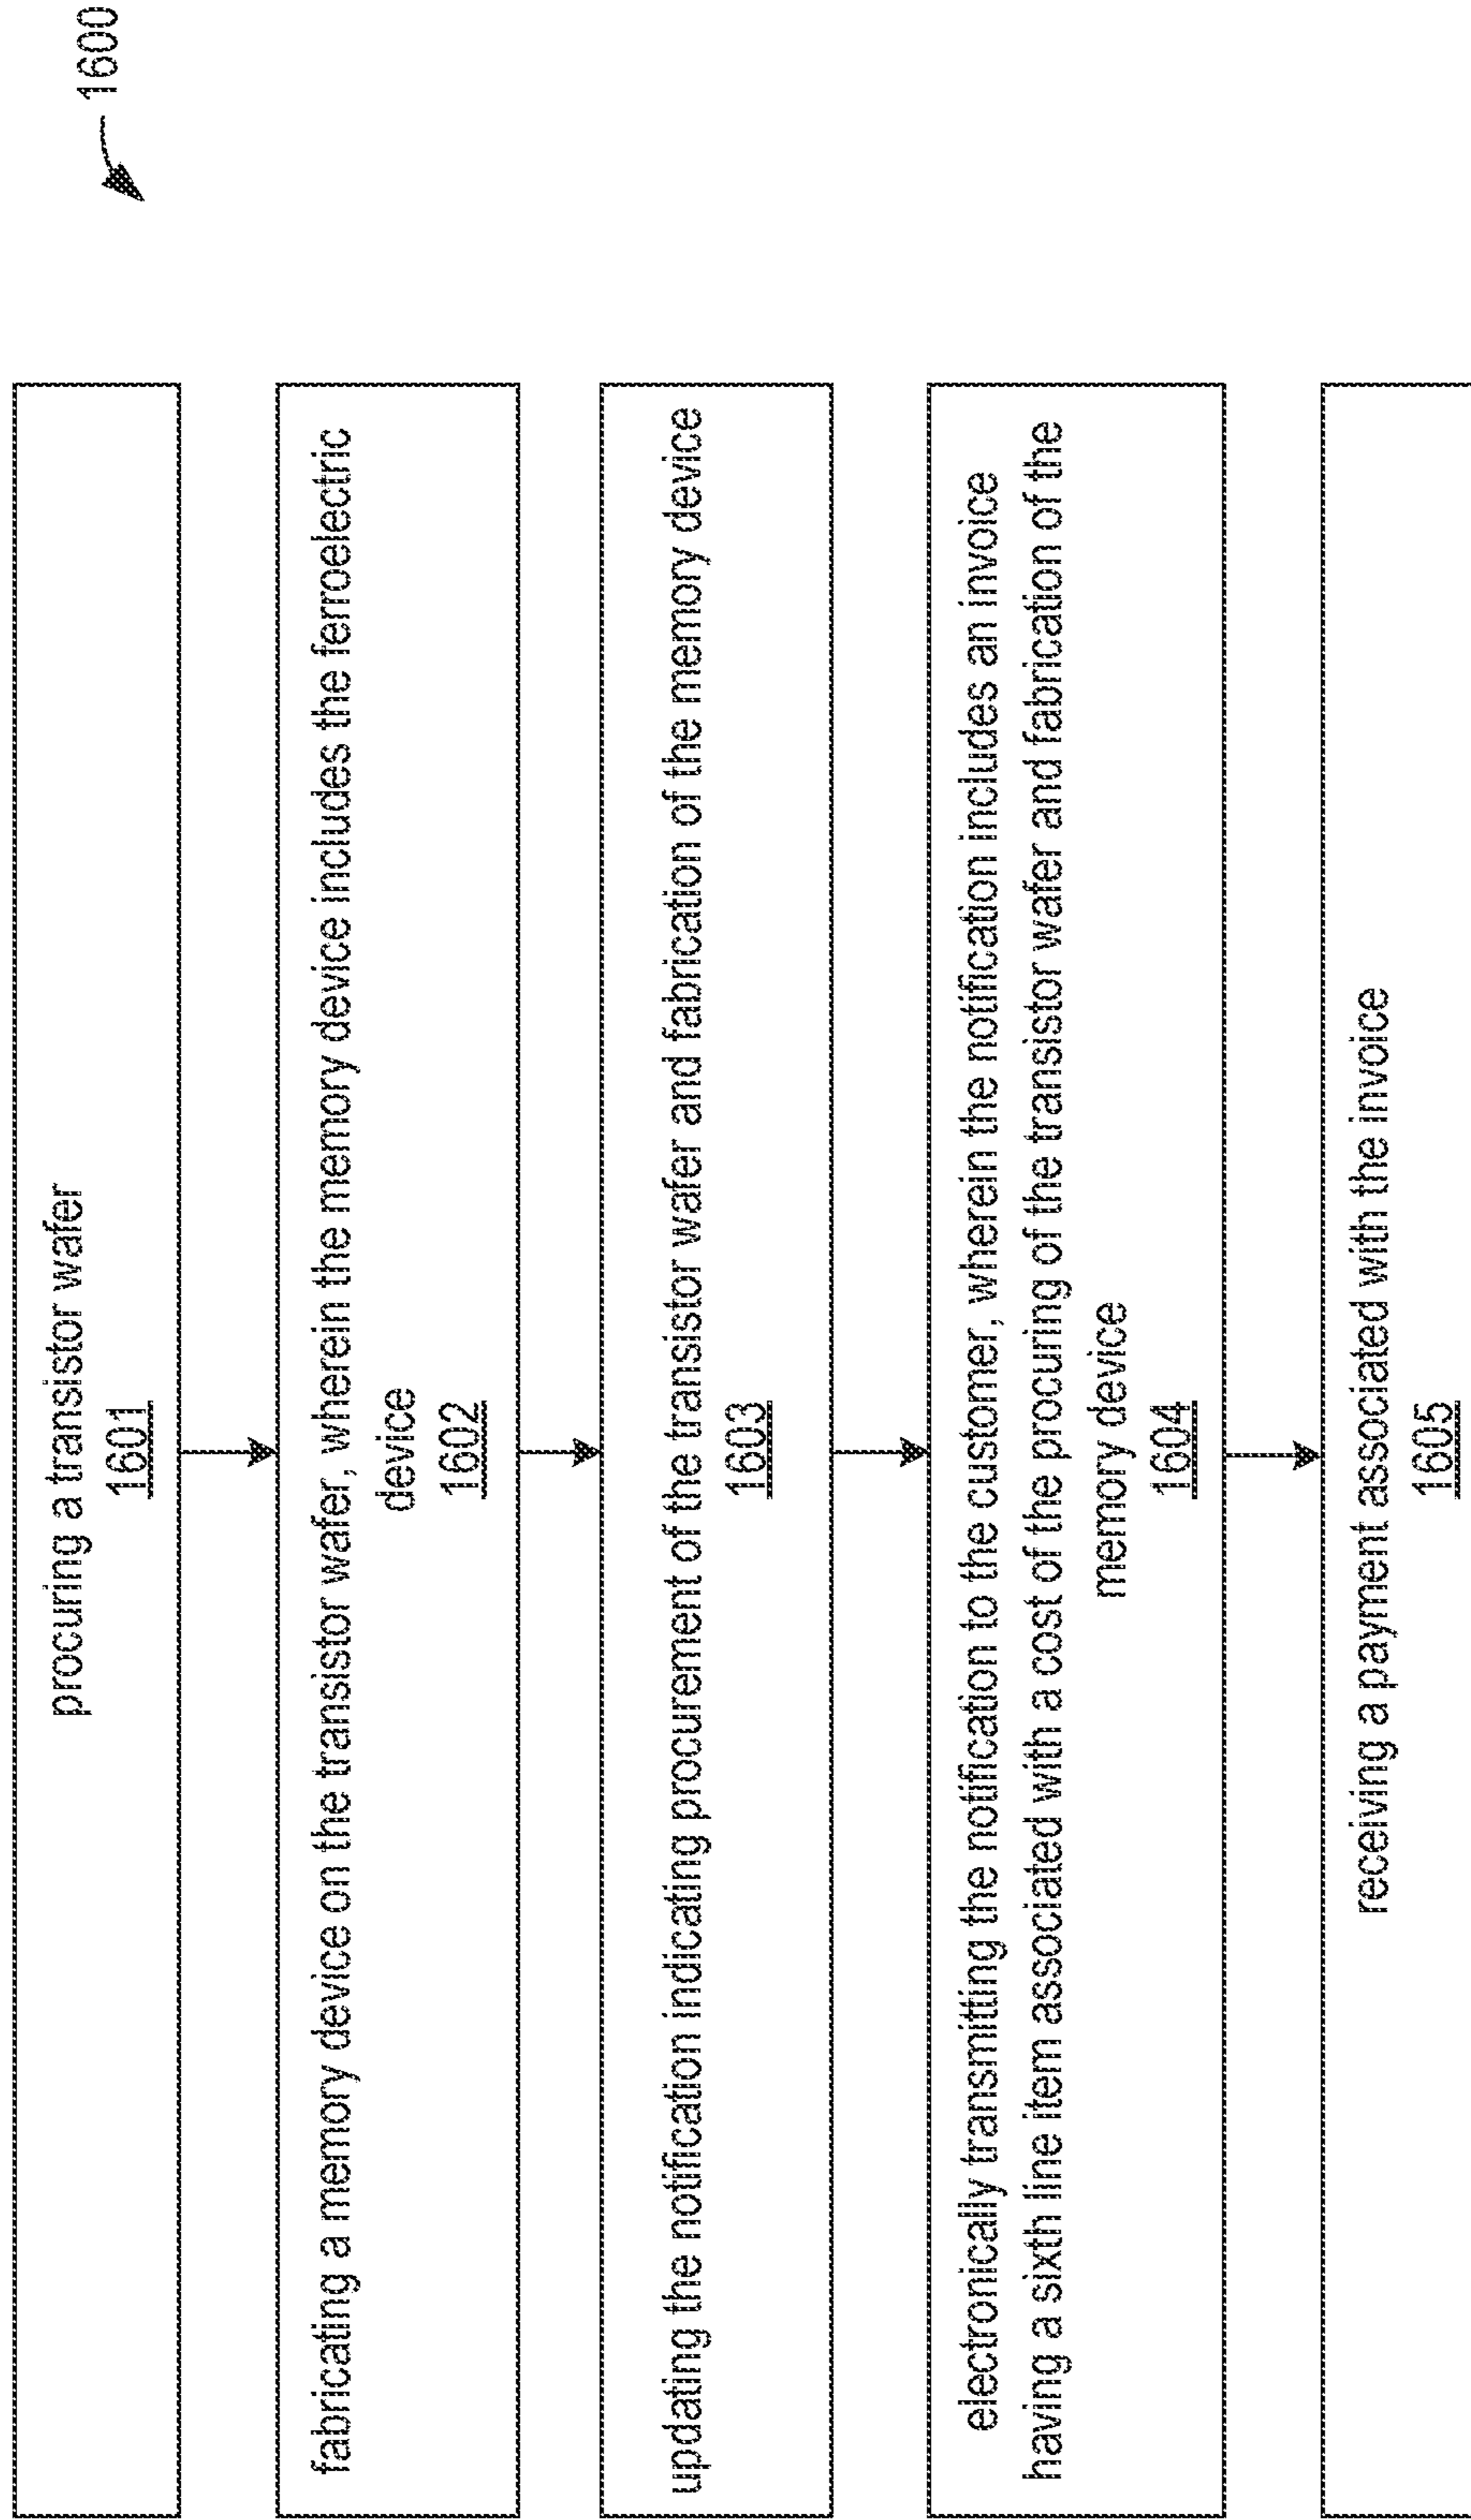 1600
procuring a transistor wafer
1601
fabricating a memory device on the transistor wafer, wherein the memory device includes the ferroelectric
device
1602
updating the notification indicating procurement of the transistor wafer and fabrication of the memory device
1603
electronically transmitting the notification to the customer, wherein the notification includes an invoice
having a sixth line item associated with a cost of the procuring of the transistor wafer and fabrication of the
memory device
1604
receiving a payment associated with the invoice
1605